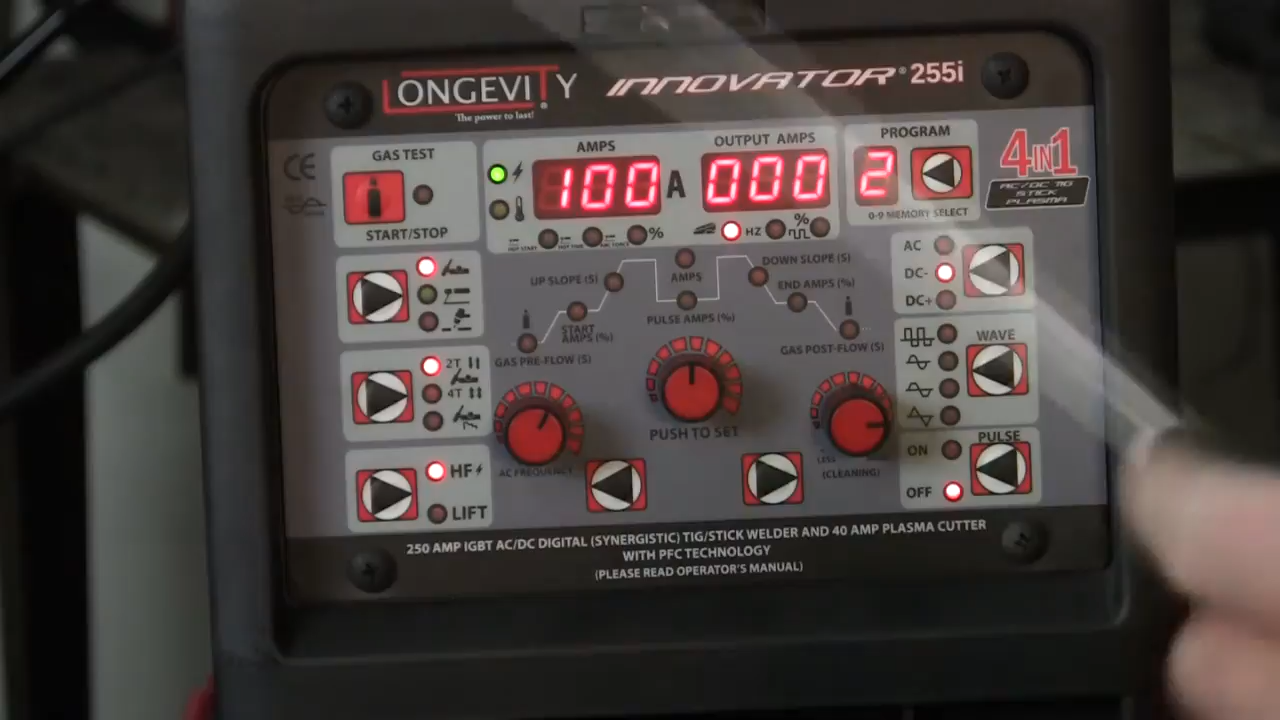 LONGEVITY
The power to last!
INNOVATOR® 255i
CE
GAS TEST
START/STOP
AMPS
100 A
OUTPUT AMPS
000
PROGRAM
2
0-9 MEMORY SELECT
4IN1
AC/DC TIG
STICK
PLASMA
%
HZ
%
UP SLOPE (S)
AMPS
DOWN SLOPE (S)
START
AMPS (%)
PULSE AMPS (%)
END AMPS (%)
GAS PRE-FLOW (S)
GAS POST-FLOW (S)
AC
DC-
DC+
WAVE
2T
4T
HF
LIFT
AC FREQUENCY
PUSH TO SET
LESS
(CLEANING)
PULSE
ON
OFF
250 AMP IGBT AC/DC DIGITAL (SYNERGISTIC) TIG/STICK WELDER AND 40 AMP PLASMA CUTTER
WITH PFC TECHNOLOGY
(PLEASE READ OPERATOR'S MANUAL)